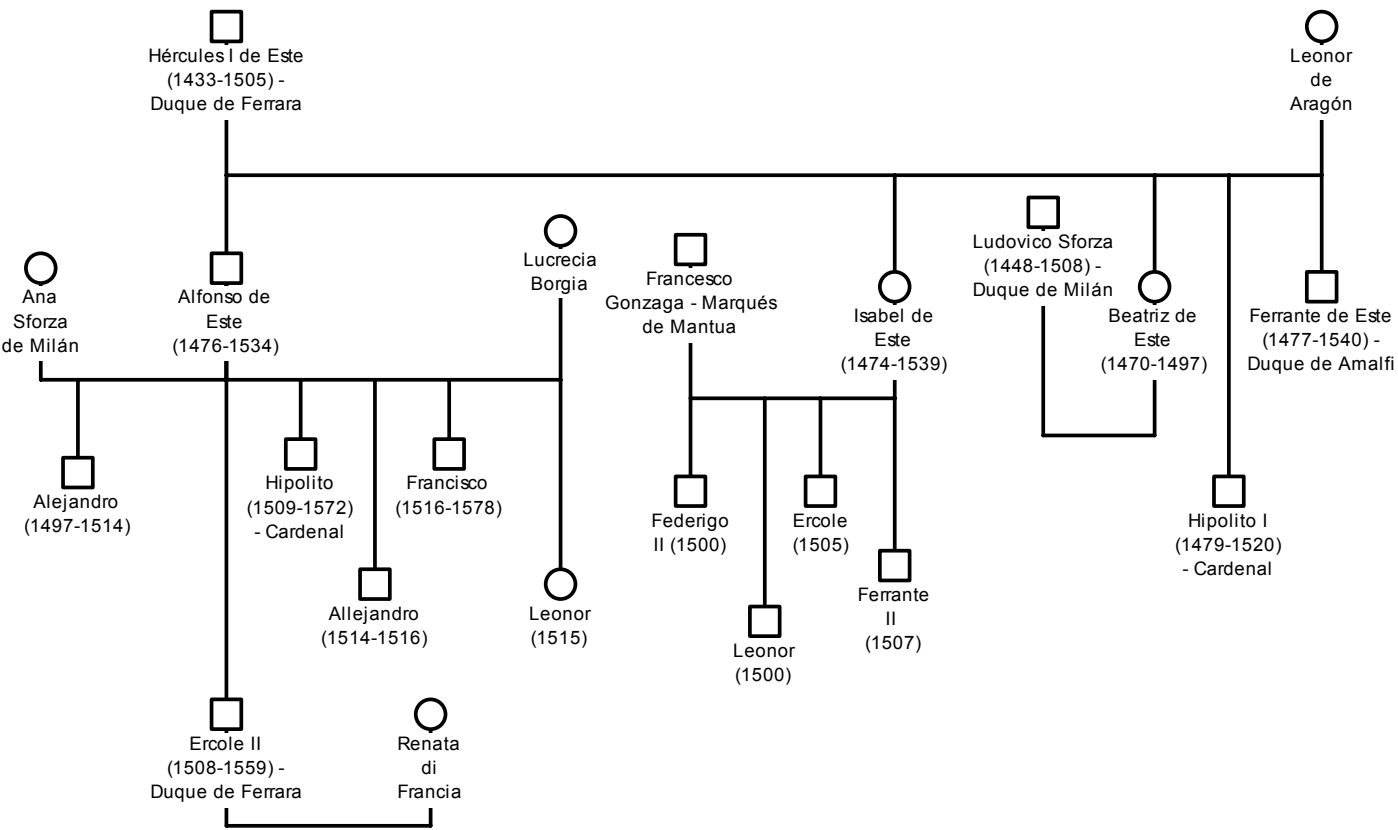 Hércules I de Este
(1433-1505) -
Duque de Ferrara
Leonor
de
Aragón
Ana
Sforza
de Milán
Alfonso de
Este
(1476-1534)
Lucrecia
Borgia
Francesco
Gonzaga - Marqués
de Mantua
Isabel de
Este
(1474-1539)
Ludovico Sforza
(1448-1508) -
Duque de Milán
Beatriz de
Este
(1470-1497)
Ferrante de Este
(1477-1540) -
Duque de Amalfi
Alejandro
(1497-1514)
Hipolito
(1509-1572)
- Cardenal
Francisco
(1516-1578)
Allejandro
(1514-1516)
Leonor
(1515)
Federigo
II (1500)
Ercole
(1505)
Leonor
(1500)
Ferrante
II
(1507)
Hipolito I
(1479-1520)
- Cardenal
Ercole II
(1508-1559) -
Duque de Ferrara
Renata
di
Francia